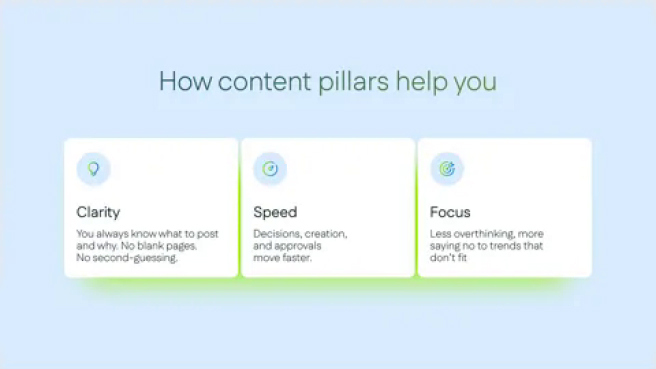 How content pillars help you
Clarity
You always know what to post
and why. No blank pages.
No second-guessing.
Speed
Decisions, creation,
and approvals
move faster.
Focus
Less overthinking, more
saying no to trends that
don't fit